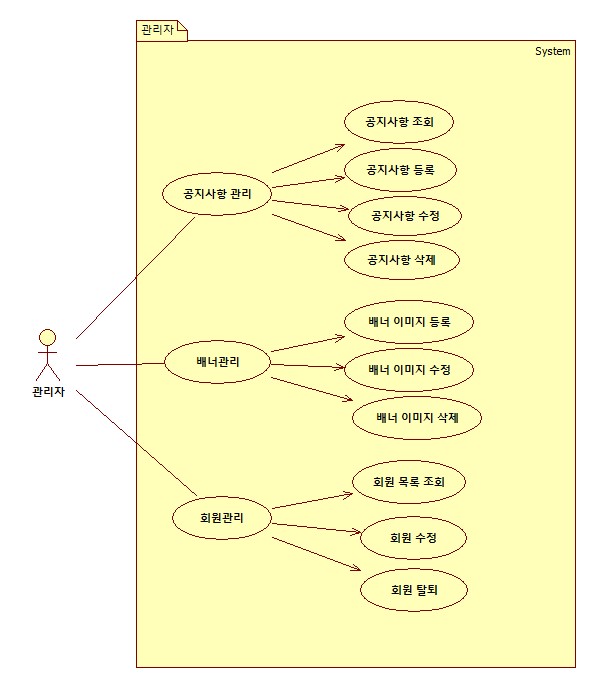 관리자
System
공지사항 조회
공지사항 등록
공지사항 관리
공지사항 수정
공지사항 삭제
배너 이미지 등록
배너관리
배너 이미지 수정
관리자
배너 이미지 삭제
회원 목록 조회
회원관리
회원 수정
회원 탈퇴